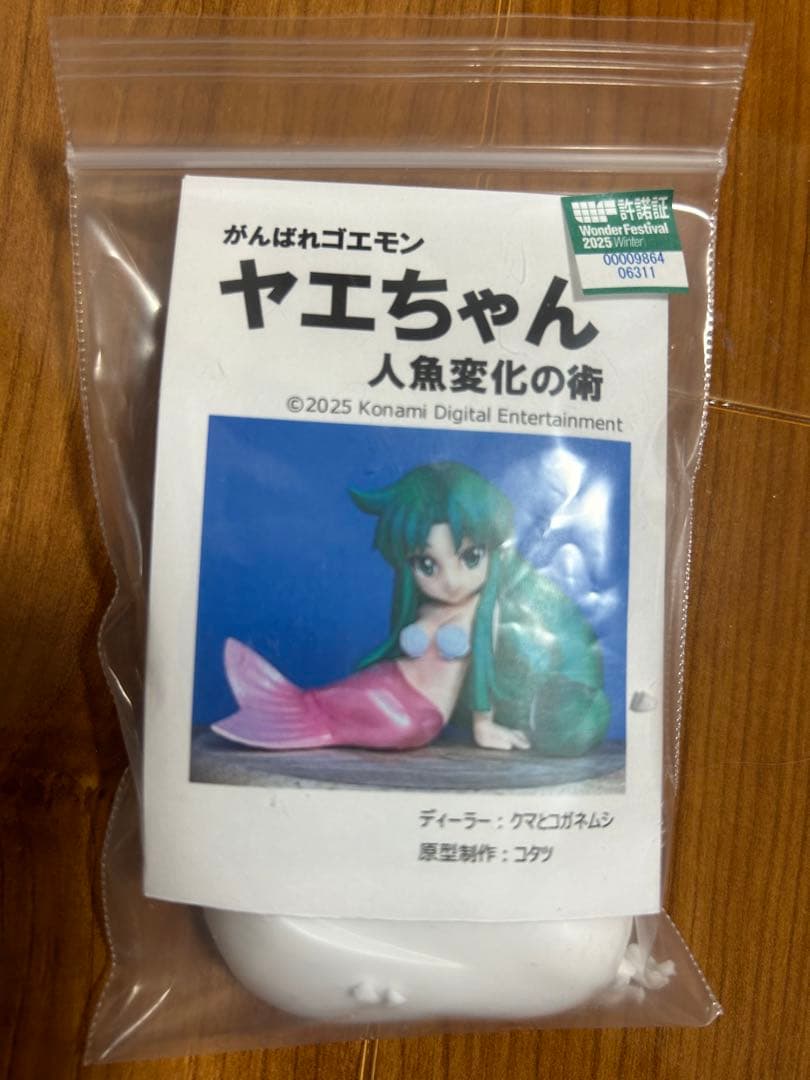 がんばれゴエモン
ヤエちゃん
人魚変化の術
©2025 Konami Digital Entertainment
WF 許諾証
Wonder Festival
2025 Winter
00009864
06311
ディーラー：クマとコガネムシ
原型制作：コタツ